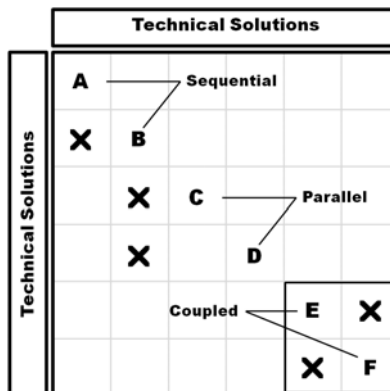 Technical Solutions
Technical Solutions
A Sequential
X B
X C Parallel
X D
Coupled E X
X F